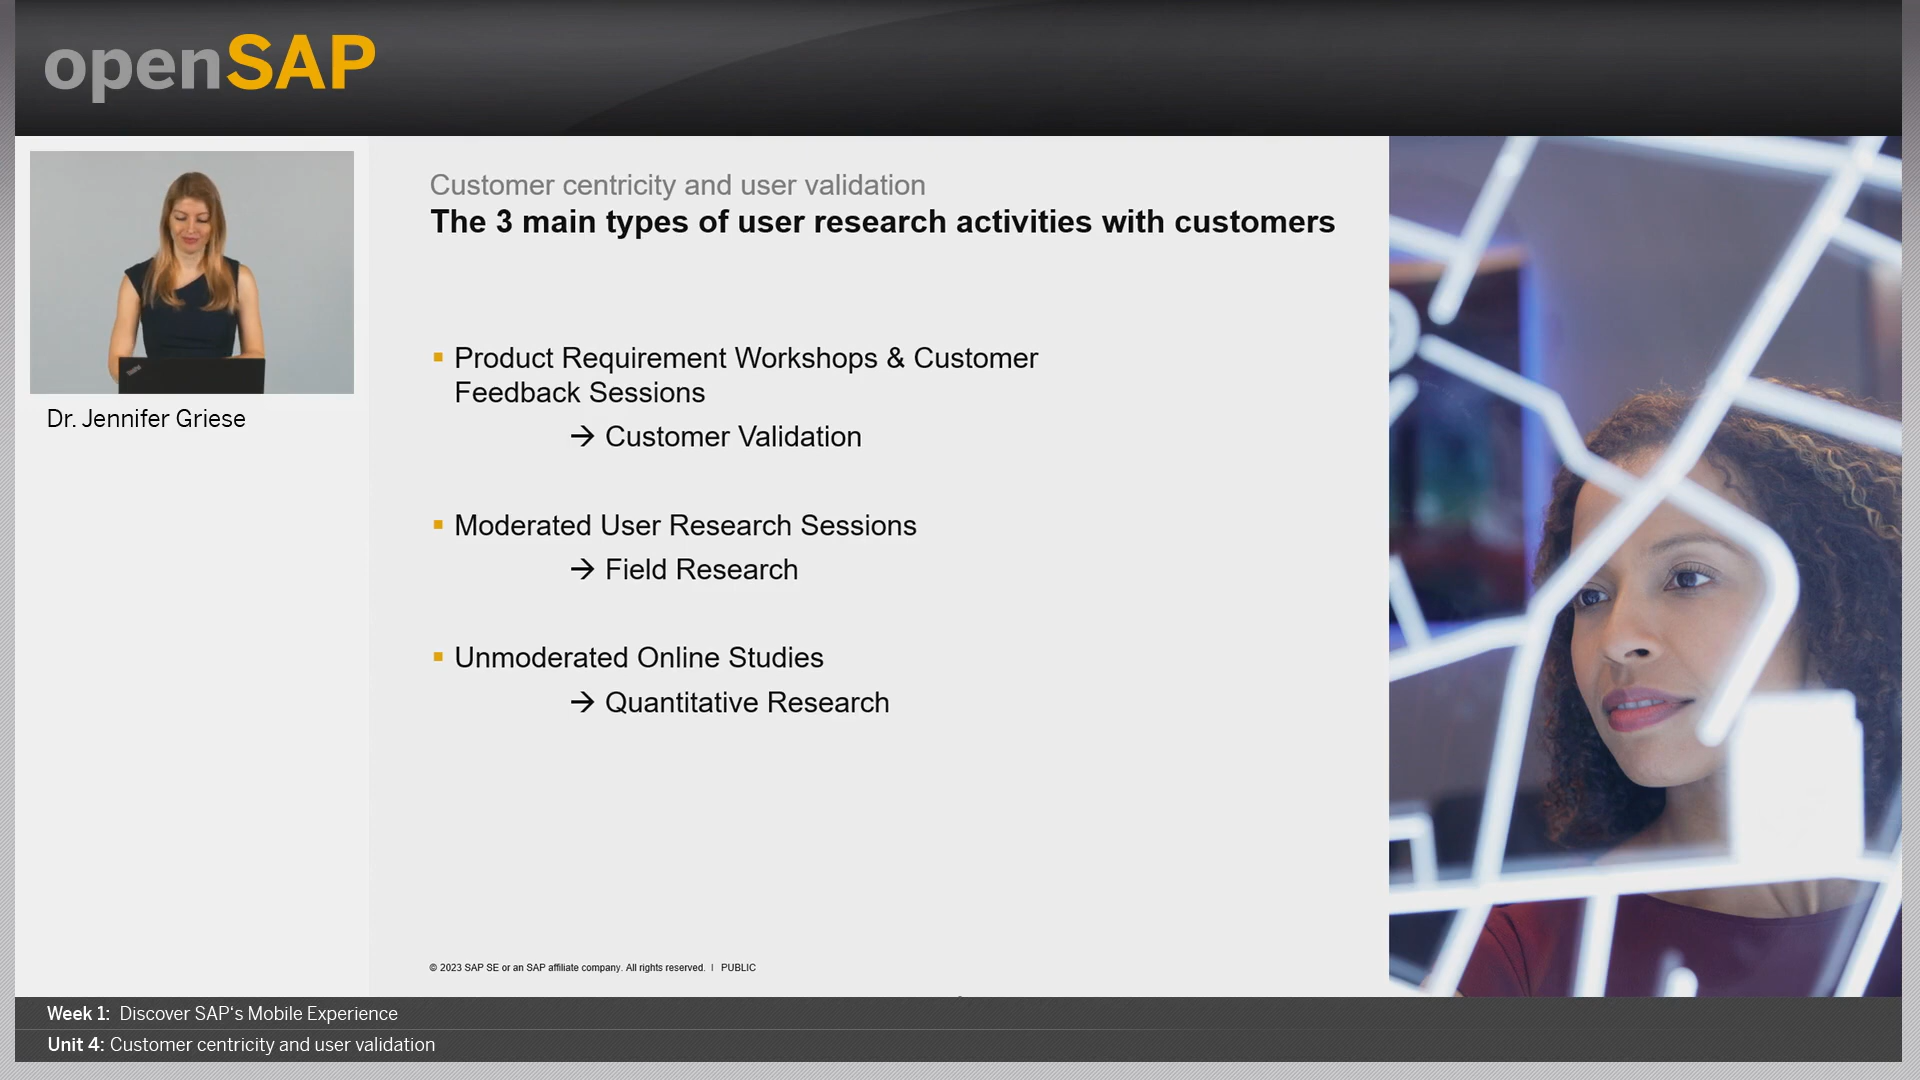 openSAP
Dr. Jennifer Griese
Customer centricity and user validation
The 3 main types of user research activities with customers
▪ Product Requirement Workshops & Customer
Feedback Sessions
→ Customer Validation
▪ Moderated User Research Sessions
→ Field Research
▪ Unmoderated Online Studies
→ Quantitative Research
© 2023 SAP SE or an SAP affiliate company. All rights reserved. | PUBLIC
Week 1: Discover SAP‘s Mobile Experience
Unit 4: Customer centricity and user validation